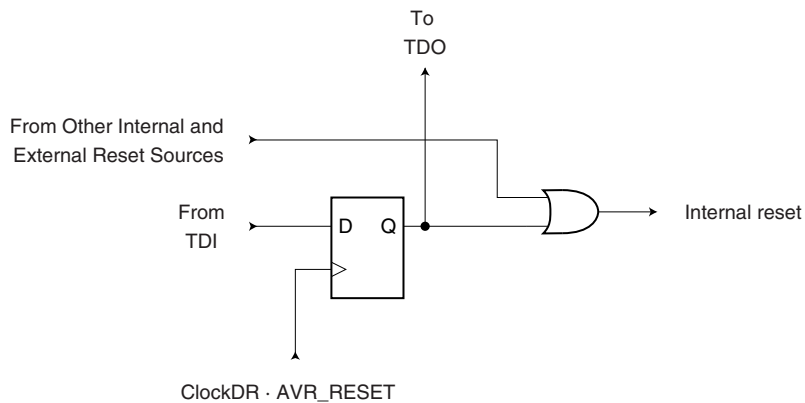 To
TDO
From Other Internal and
External Reset Sources
From
TDI
D
Q
Internal reset
ClockDR · AVR_RESET